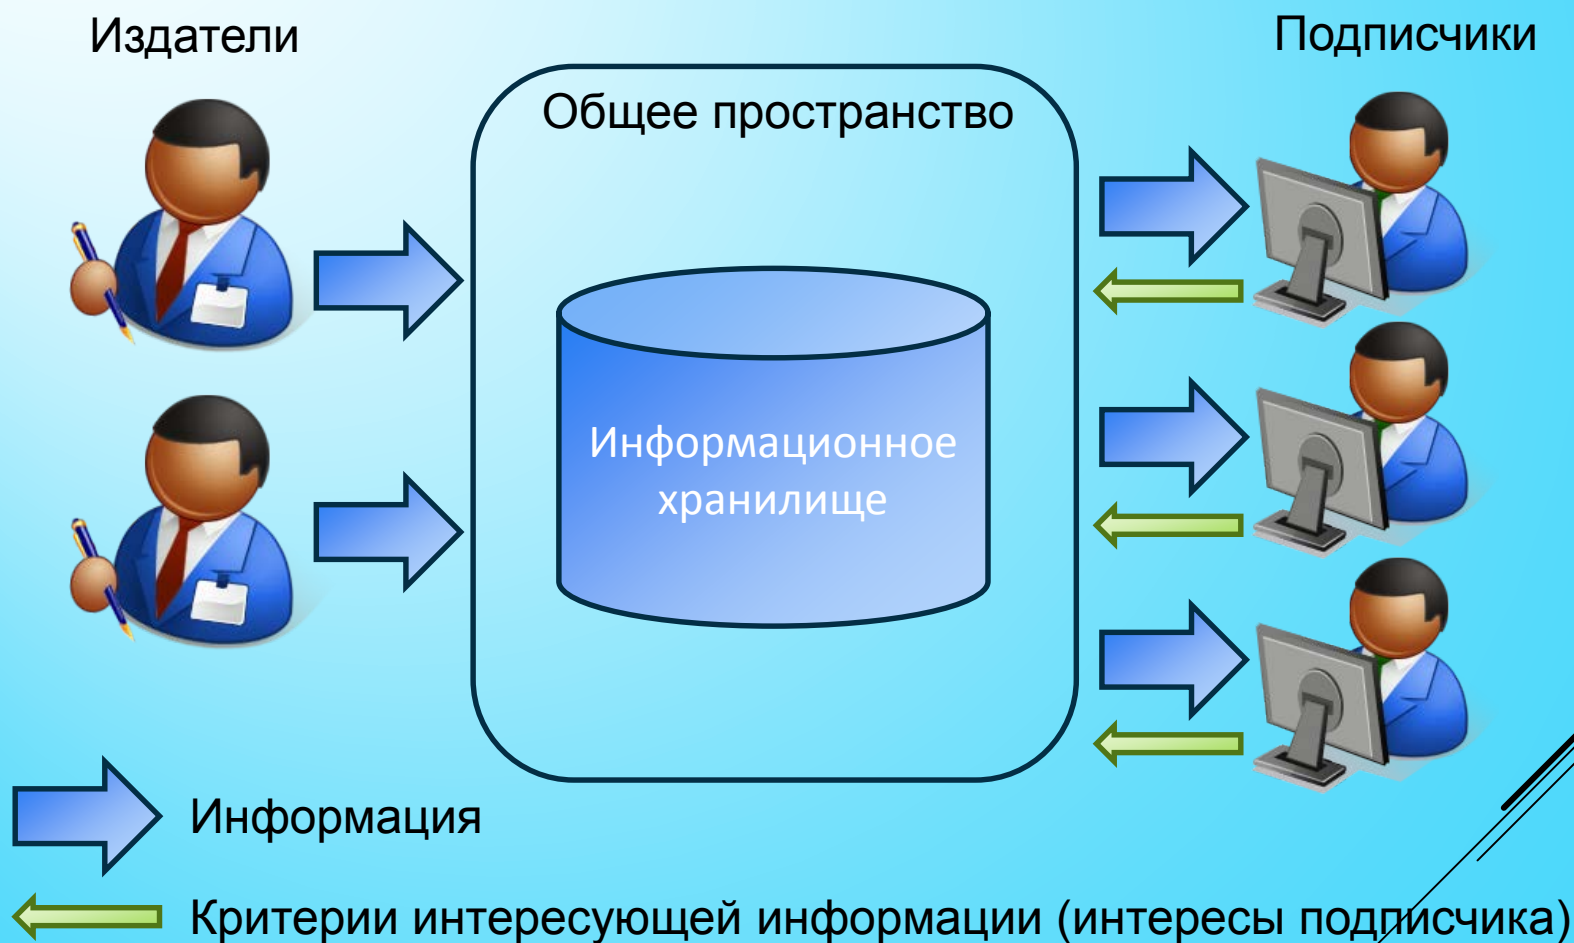 Издатели
Подписчики
Общее пространство
Информационное
хранилище
Информация
Критерии интересующей информации (интересы подписчика)